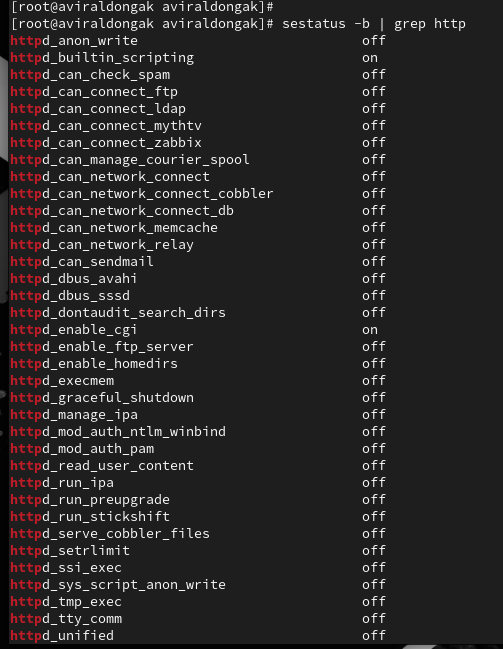 [root@aviraldongak aviraldongak]#
[root@aviraldongak aviraldongak]# sestatus -b | grep http
httpd_anon_write off
httpd_builtin_scripting on
httpd_can_check_spam off
httpd_can_connect_ftp off
httpd_can_connect_ldap off
httpd_can_connect_mythtv off
httpd_can_connect_zabbix off
httpd_can_manage_courier_spool off
httpd_can_network_connect off
httpd_can_network_connect_cobbler off
httpd_can_network_connect_db off
httpd_can_network_memcache off
httpd_can_network_relay off
httpd_can_sendmail off
httpd_dbus_avahi off
httpd_dbus_sssd off
httpd_dontaudit_search_dirs off
httpd_enable_cgi on
httpd_enable_ftp_server off
httpd_enable_homedirs off
httpd_execmem off
httpd_graceful_shutdown off
httpd_manage_ipa off
httpd_mod_auth_ntlm_winbind off
httpd_mod_auth_pam off
httpd_read_user_content off
httpd_run_ipa off
httpd_run_preupgrade off
httpd_run_stickshift off
httpd_serve_cobbler_files off
httpd_setrlimit off
httpd_ssi_exec off
httpd_sys_script_anon_write off
httpd_tmp_exec off
httpd_tty_comm off
httpd_unified off